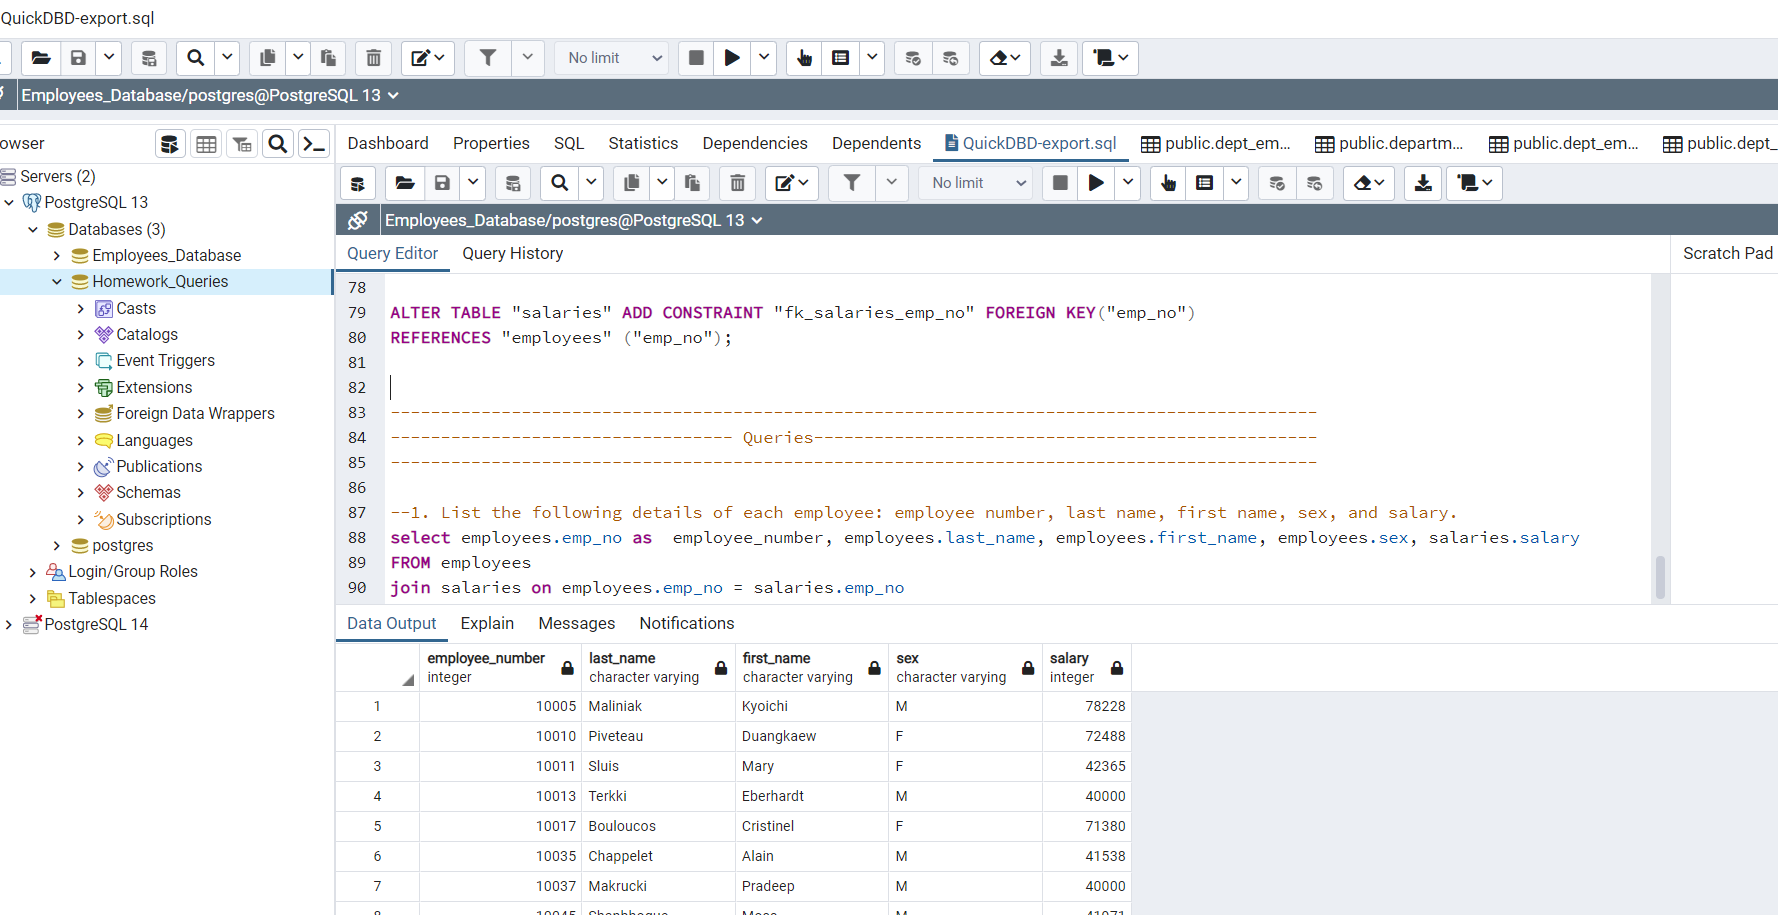 QuickDBD-export.sql
No limit
Employees_Database/postgres@PostgreSQL 13
owser
Servers (2)
PostgreSQL 13
Databases (3)
Employees_Database
Homework_Queries
Casts
Catalogs
Event Triggers
Extensions
Foreign Data Wrappers
Languages
Publications
Schemas
Subscriptions
postgres
Login/Group Roles
Tablespaces
PostgreSQL 14
Dashboard Properties SQL Statistics Dependencies Dependents QuickDBD-export.sql public.dept_em... public.departm... public.dept_em... public.dept_
No limit
Employees_Database/postgres@PostgreSQL 13
Query Editor Query History
Scratch Pad
78
79 ALTER TABLE "salaries" ADD CONSTRAINT "fk_salaries_emp_no" FOREIGN KEY("emp_no")
80 REFERENCES "employees" ("emp_no");
81
82
83 --------------------------------------------------------------------------------------------
84 ---------------------------------- Queries--------------------------------------------------
85 --------------------------------------------------------------------------------------------
86
87 --1. List the following details of each employee: employee number, last name, first name, sex, and salary.
88 select employees.emp_no as  employee_number, employees.last_name, employees.first_name, employees.sex, salaries.salary
89 FROM employees
90 join salaries on employees.emp_no = salaries.emp_no
Data Output Explain Messages Notifications
employee_number last_name first_name sex salary
integer character varying character varying character varying integer
1 10005 Maliniak Kyoichi M 78228
2 10010 Piveteau Duangkaew F 72488
3 10011 Sluis Mary F 42365
4 10013 Terkki Eberhardt M 40000
5 10017 Bouloucos Cristinel F 71380
6 10035 Chappelet Alain M 41538
7 10037 Makrucki Pradeep M 40000